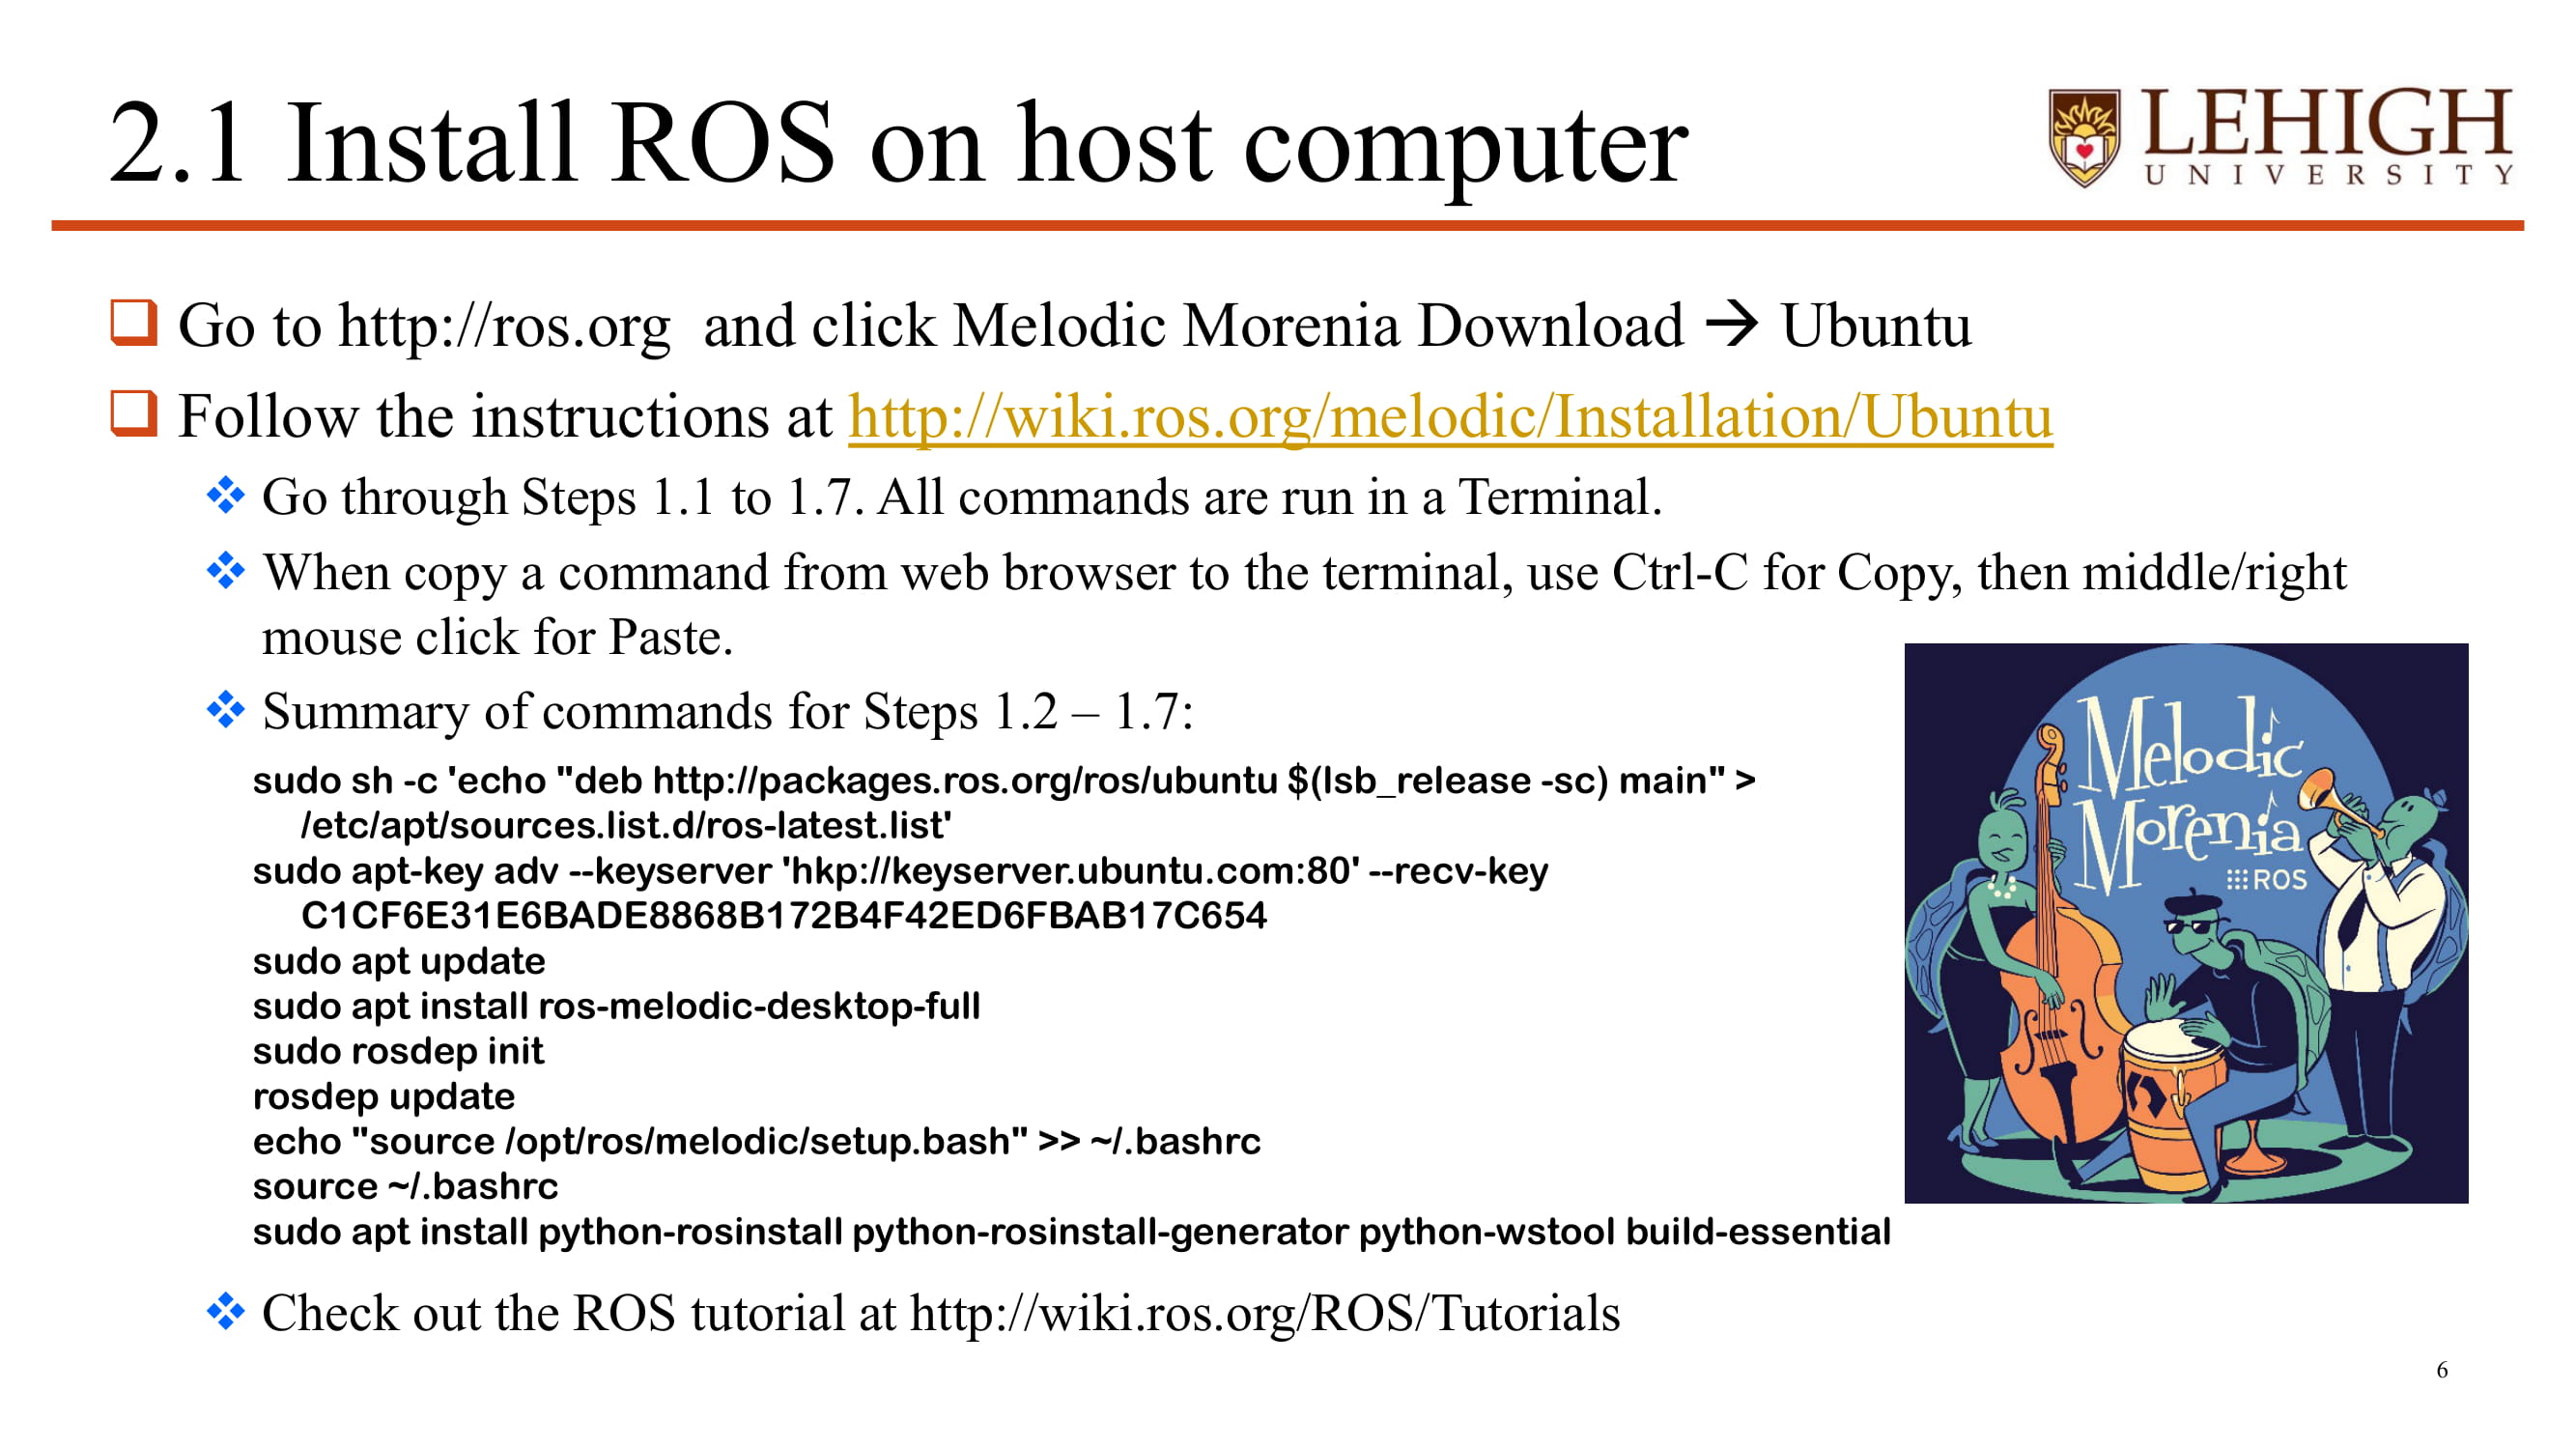 2.1 Install ROS on host computer
LEHIGH
UNIVERSITY
Go to http://ros.org and click Melodic Morenia Download → Ubuntu
Follow the instructions at http://wiki.ros.org/melodic/Installation/Ubuntu
Go through Steps 1.1 to 1.7. All commands are run in a Terminal.
When copy a command from web browser to the terminal, use Ctrl-C for Copy, then middle/right
mouse click for Paste.
Summary of commands for Steps 1.2 – 1.7:
sudo sh -c 'echo "deb http://packages.ros.org/ros/ubuntu $(lsb_release -sc) main" >
/etc/apt/sources.list.d/ros-latest.list'
sudo apt-key adv --keyserver 'hkp://keyserver.ubuntu.com:80' --recv-key
C1CF6E31E6BADE8868B172B4F42ED6FBAB17C654
sudo apt update
sudo apt install ros-melodic-desktop-full
sudo rosdep init
rosdep update
echo "source /opt/ros/melodic/setup.bash" >> ~/.bashrc
source ~/.bashrc
sudo apt install python-rosinstall python-rosinstall-generator python-wstool build-essential
Melodic
Morenia
ROS
Check out the ROS tutorial at http://wiki.ros.org/ROS/Tutorials
6